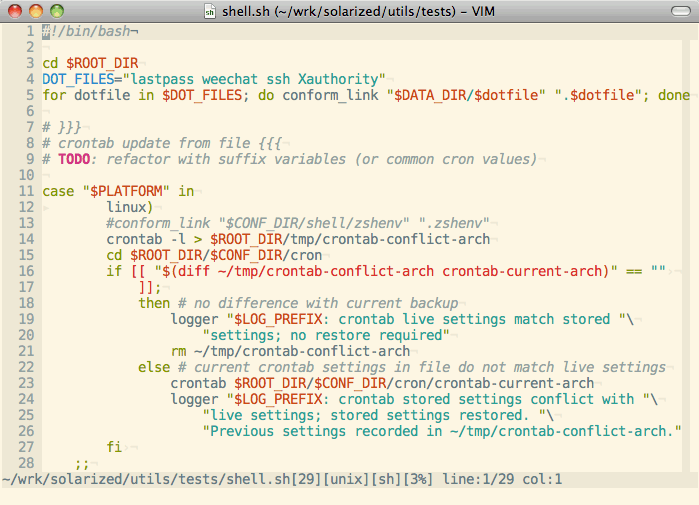 shell.sh (~/wrk/solarized/utils/tests) – VIM
1 #!/bin/bash¬
2 ¬
3 cd $ROOT_DIR¬
4 DOT_FILES="lastpass weechat ssh Xauthority"¬
5 for dotfile in $DOT_FILES; do conform_link "$DATA_DIR/$dotfile" ".$dotfile"; done
6 ¬
7 # }}}¬
8 # crontab update from file {{{¬
9 # TODO: refactor with suffix variables (or common cron values)¬
10 ¬
11 case "$PLATFORM" in¬
12 linux)¬
13 #conform_link "$CONF_DIR/shell/zshenv" ".zshenv"¬
14 crontab -l > $ROOT_DIR/tmp/crontab-conflict-arch¬
15 cd $ROOT_DIR/$CONF_DIR/cron¬
16 if [[ "$(diff ~/tmp/crontab-conflict-arch crontab-current-arch)" == ""¬
17 ]];¬
18 then # no difference with current backup¬
19 logger "$LOG_PREFIX: crontab live settings match stored "\¬
20 "settings; no restore required"¬
21 rm ~/tmp/crontab-conflict-arch¬
22 else # current crontab settings in file do not match live settings¬
23 crontab $ROOT_DIR/$CONF_DIR/cron/crontab-current-arch¬
24 logger "$LOG_PREFIX: crontab stored settings conflict with "\¬
25 "live settings; stored settings restored. "\¬
26 "Previous settings recorded in ~/tmp/crontab-conflict-arch."¬
27 fi¬
28 ;;¬
~/wrk/solarized/utils/tests/shell.sh[29][unix][sh][3%] line:1/29 col:1